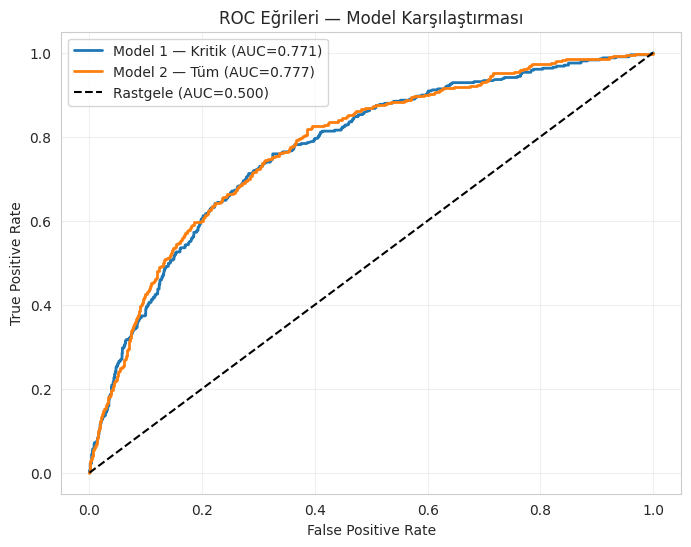 ROC Eğrileri — Model Karşılaştırması
Model 1 — Kritik (AUC=0.771)
Model 2 — Tüm (AUC=0.777)
Rastgele (AUC=0.500)
True Positive Rate
1.0
0.8
0.6
0.4
0.2
0.0
0.0 0.2 0.4 0.6 0.8 1.0
False Positive Rate